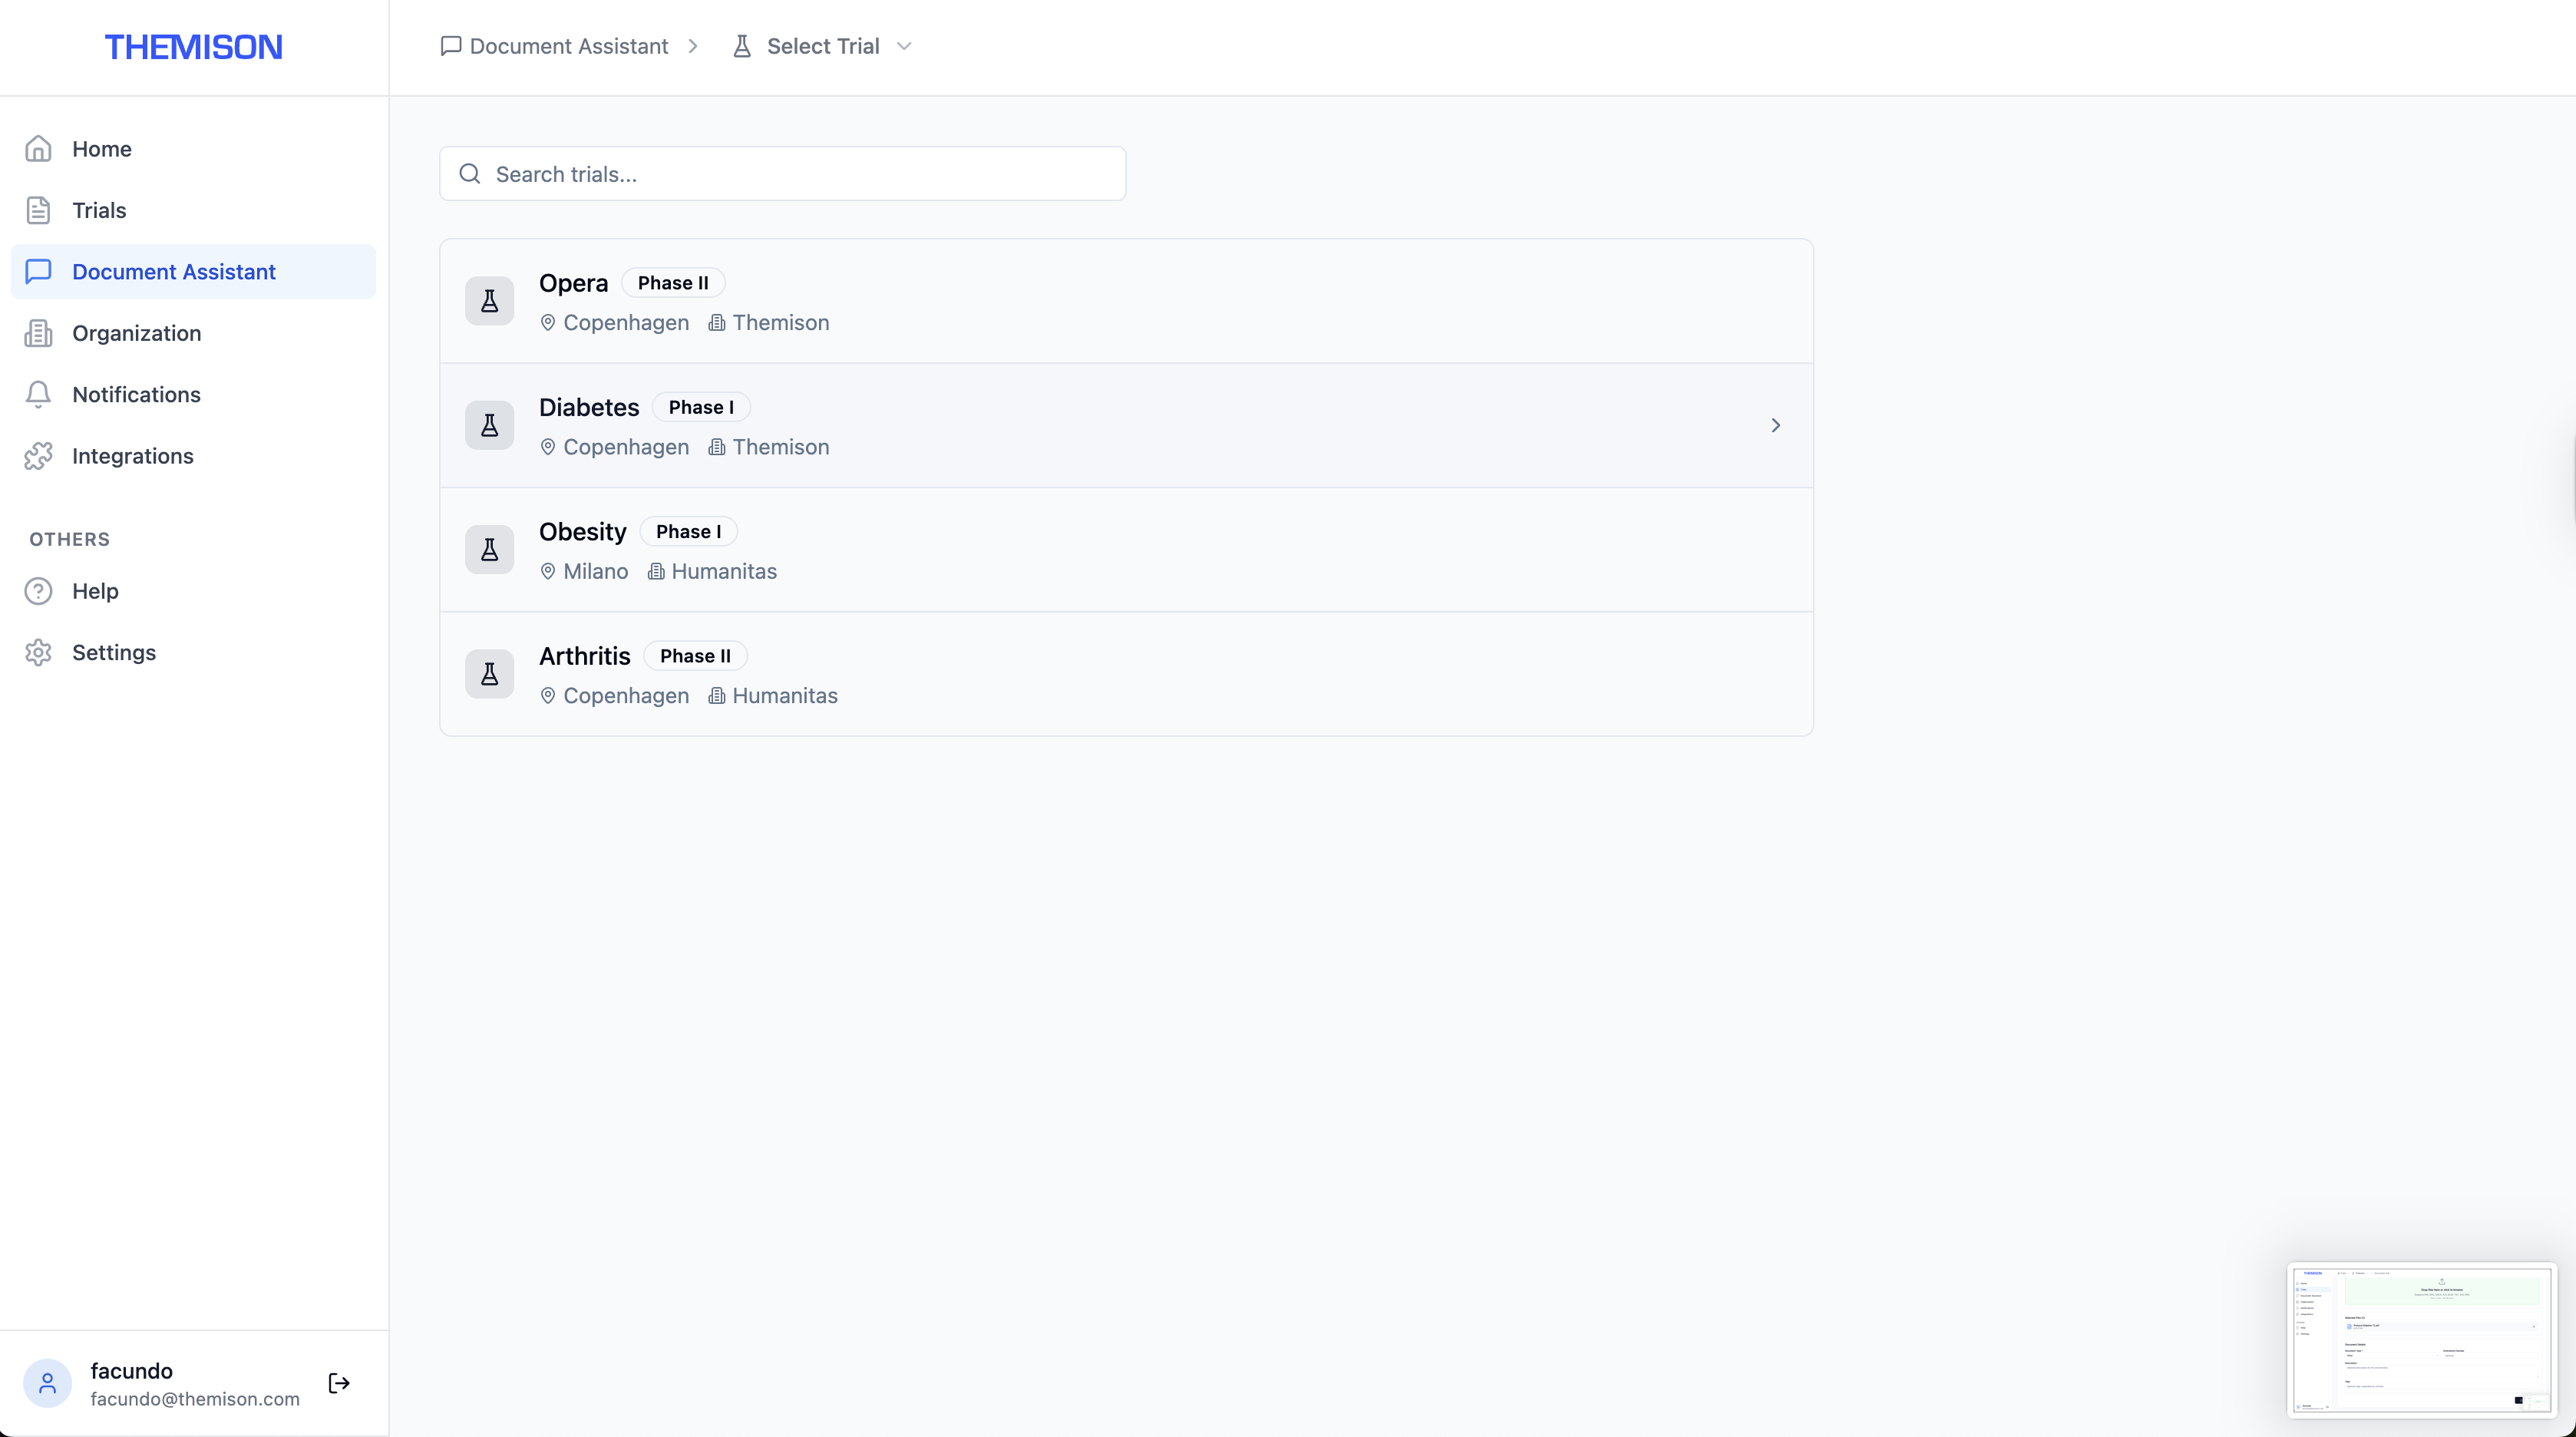 THEMISON
Document Assistant
Select Trial
Home
Trials
Document Assistant
Organization
Notifications
Integrations
OTHERS
Help
Settings
Search trials...
Opera Phase II
Copenhagen Themison
Diabetes Phase I
Copenhagen Themison
Obesity Phase I
Milano Humanitas
Arthritis Phase II
Copenhagen Humanitas
facundo
facundo@themison.com